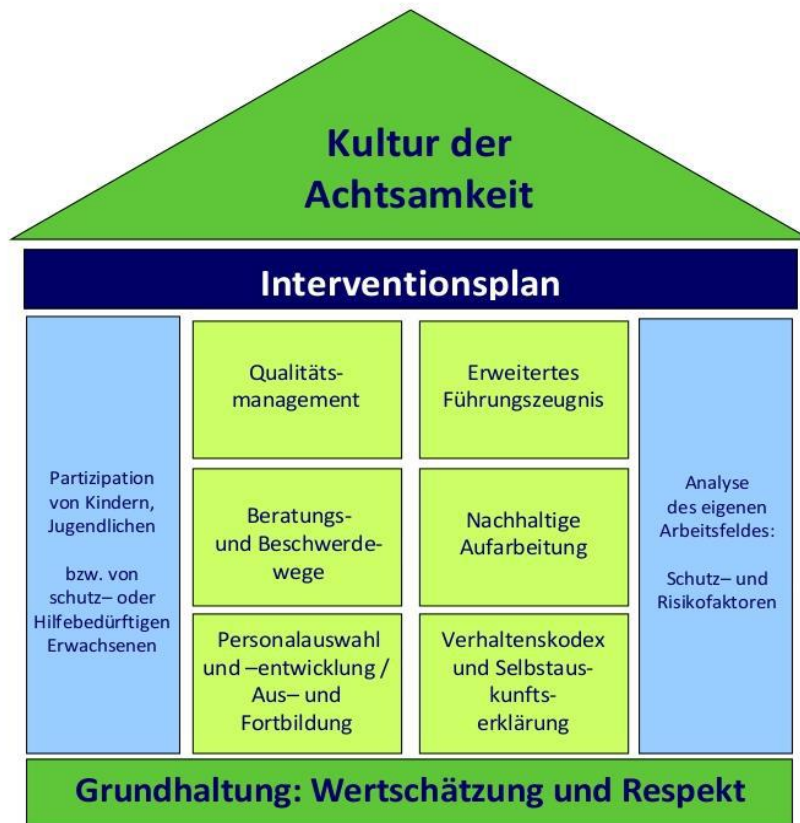 Kultur der
Achtsamkeit
Interventionsplan
Partizipation
von Kindern,
Jugendlichen
bzw. von
schutz– oder
Hilfebedürftigen
Erwachsenen
Qualitäts-
management
Erweitertes
Führungszeugnis
Beratungs-
und Beschwerde-
wege
Nachhaltige
Aufarbeitung
Personalauswahl
und –entwicklung /
Aus– und
Fortbildung
Verhaltenskodex
und Selbstaus-
kunfts-
erklärung
Analyse
des eigenen
Arbeitsfeldes:
Schutz– und
Risikofaktoren
Grundhaltung: Wertschätzung und Respekt